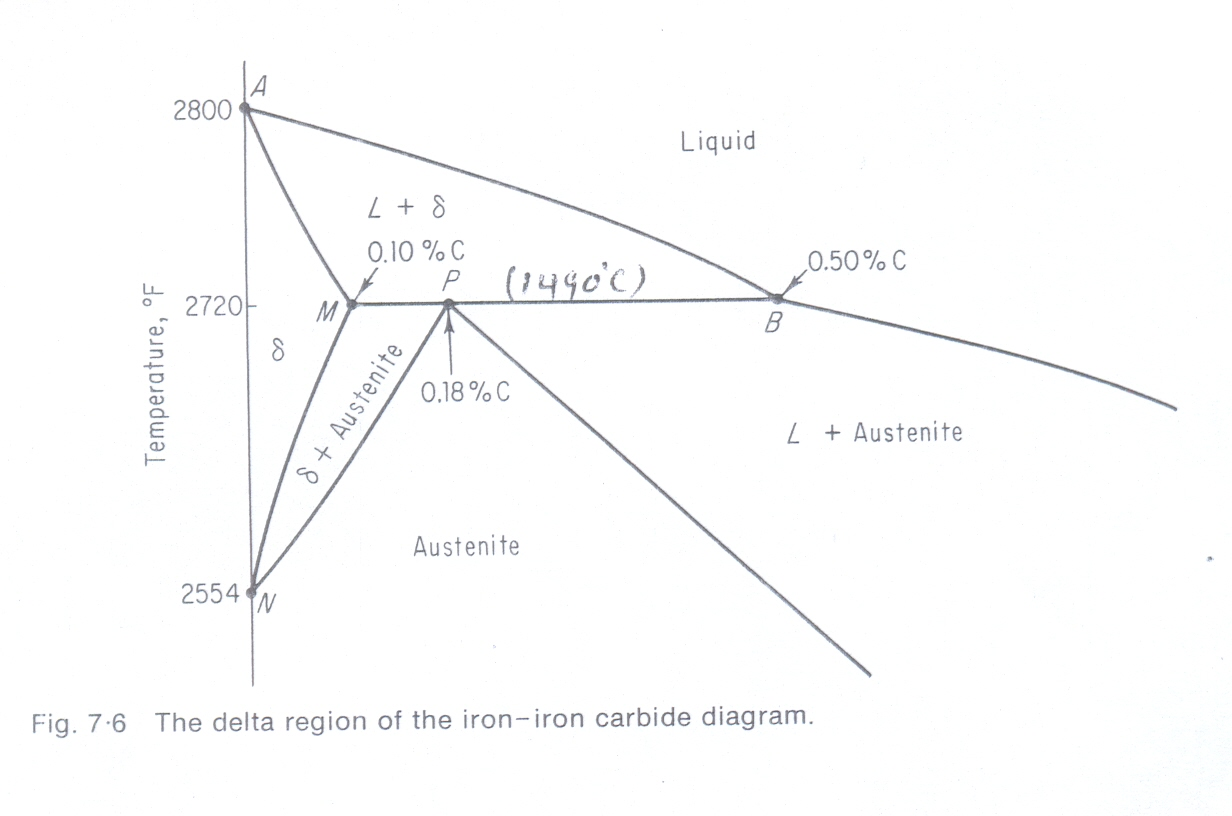 A
2800
Liquid
L + δ
0.10 % C
P
(1490°C)
0.50 % C
2720
M
B
Temperature, °F
δ
δ + Austenite
0.18 % C
L + Austenite
Austenite
2554
N
Fig. 7·6 The delta region of the iron–iron carbide diagram.